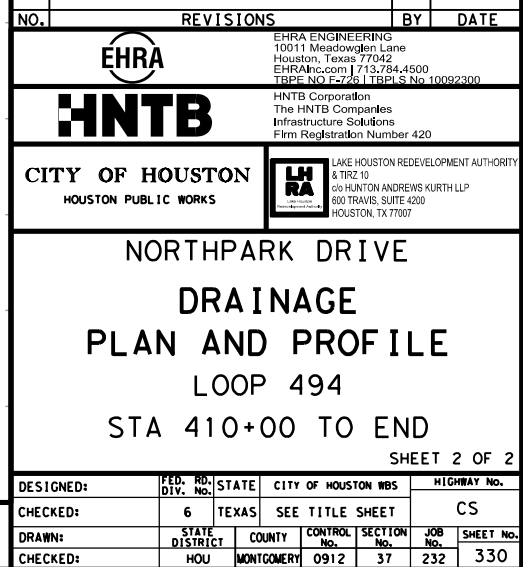 NO. REVISIONS BY DATE
EHRA
EHRA ENGINEERING
10011 Meadowglen Lane
Houston, Texas 77042
EHRAInc.com | 713.784.4500
TBPE NO F-726 | TBPLS No 10092300
HNTB
HNTB Corporation
The HNTB Companies
Infrastructure Solutions
Firm Registration Number 420
CITY OF HOUSTON
HOUSTON PUBLIC WORKS
LH
RA
Lake Houston
Redevelopment Authority
LAKE HOUSTON REDEVELOPMENT AUTHORITY
& TIRZ 10
c/o HUNTON ANDREWS KURTH LLP
600 TRAVIS, SUITE 4200
HOUSTON, TX 77007
NORTHPARK DRIVE
DRAINAGE
PLAN AND PROFILE
LOOP 494
STA 410+00 TO END
SHEET 2 OF 2
DESIGNED: FED. RD. DIV. No. STATE CITY OF HOUSTON WBS HIGHWAY No.
CHECKED: 6 TEXAS SEE TITLE SHEET CS
DRAWN: STATE DISTRICT COUNTY CONTROL No. SECTION No. JOB No. SHEET No.
CHECKED: HOU MONTGOMERY 0912 37 232 330